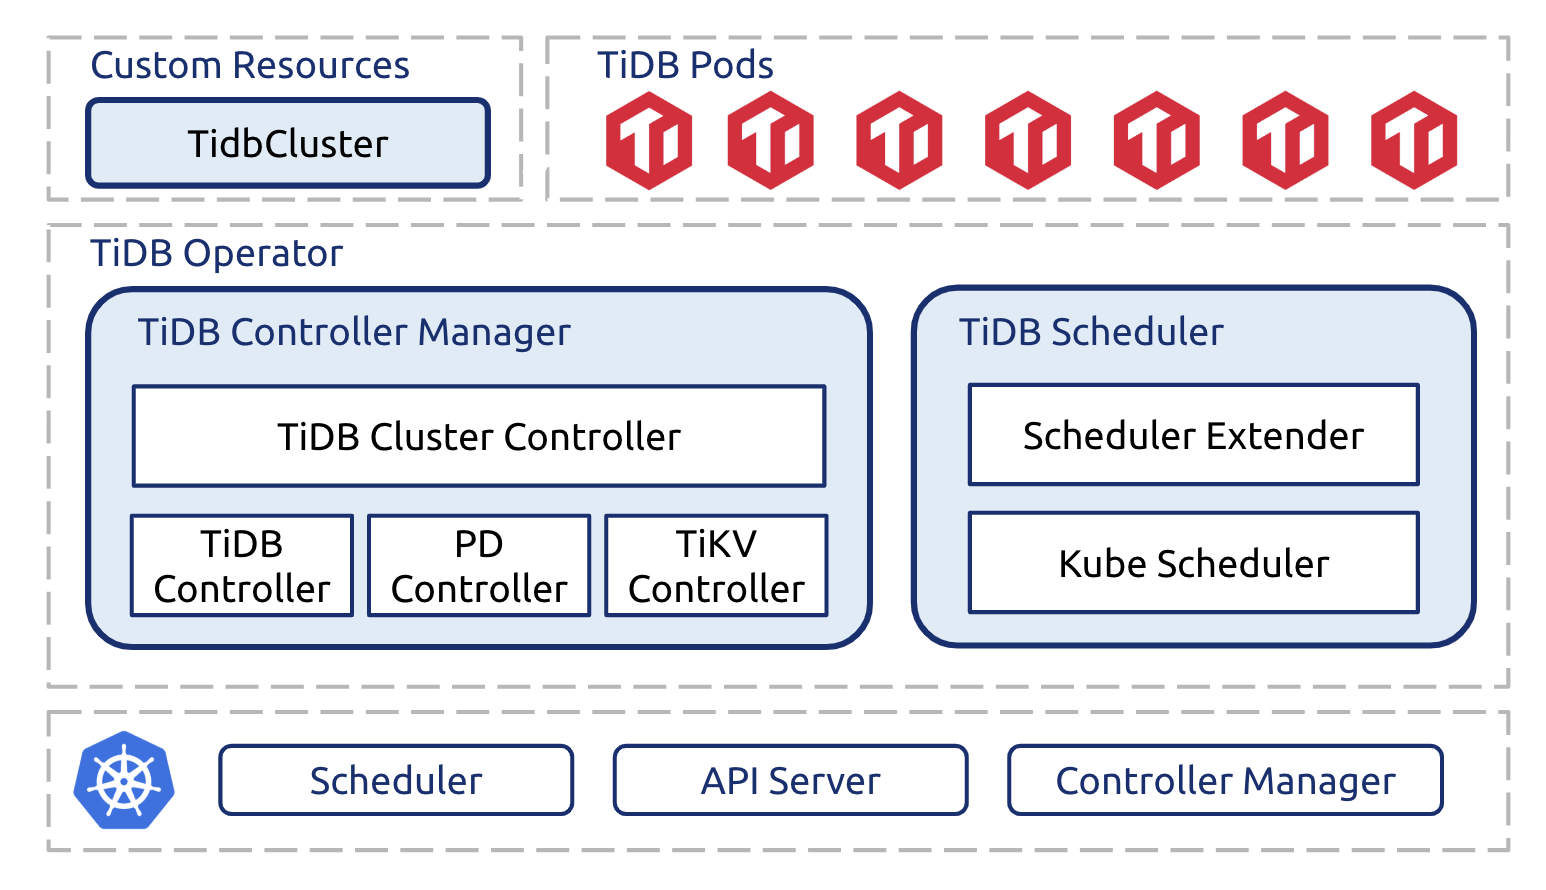 Custom Resources
TidbCluster
TiDB Pods
TiDB Operator
TiDB Controller Manager
TiDB Cluster Controller
TiDB
Controller
PD
Controller
TiKV
Controller
TiDB Scheduler
Scheduler Extender
Kube Scheduler
Scheduler
API Server
Controller Manager